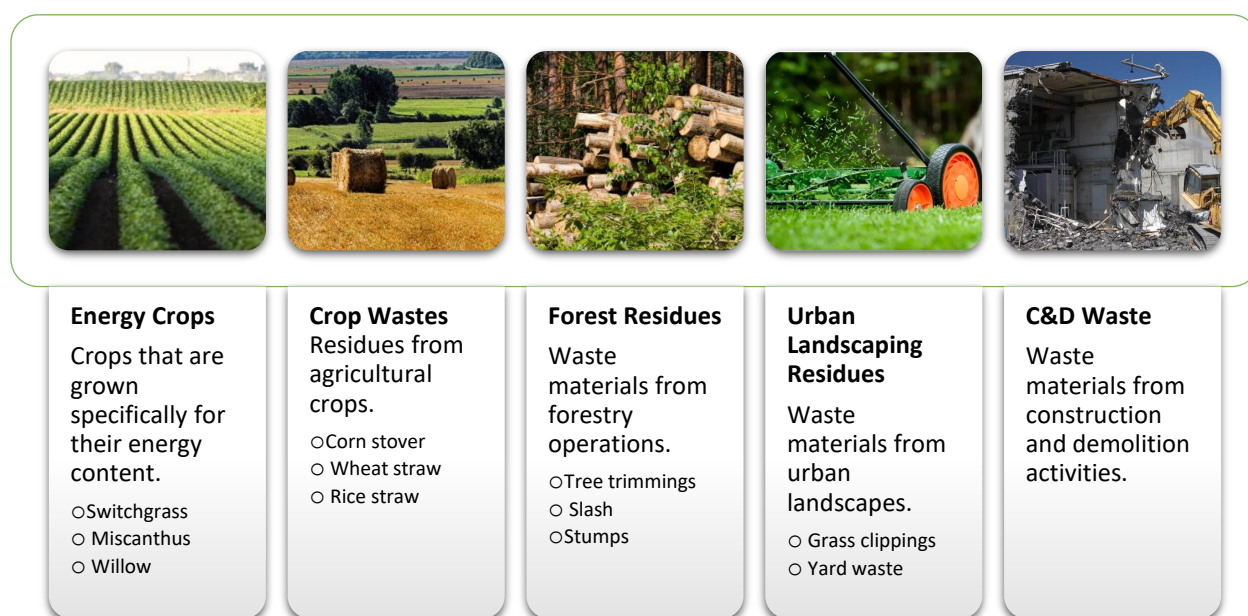 Energy Crops
Crops that are
grown
specifically for
their energy
content.
○Switchgrass
○ Miscanthus
○ Willow
Crop Wastes
Residues from
agricultural
crops.
○Corn stover
○ Wheat straw
○ Rice straw
Forest Residues
Waste
materials from
forestry
operations.
○Tree trimmings
○ Slash
○Stumps
Urban
Landscaping
Residues
Waste
materials from
urban
landscapes.
○ Grass clippings
○ Yard waste
C&D Waste
Waste
materials from
construction
and demolition
activities.